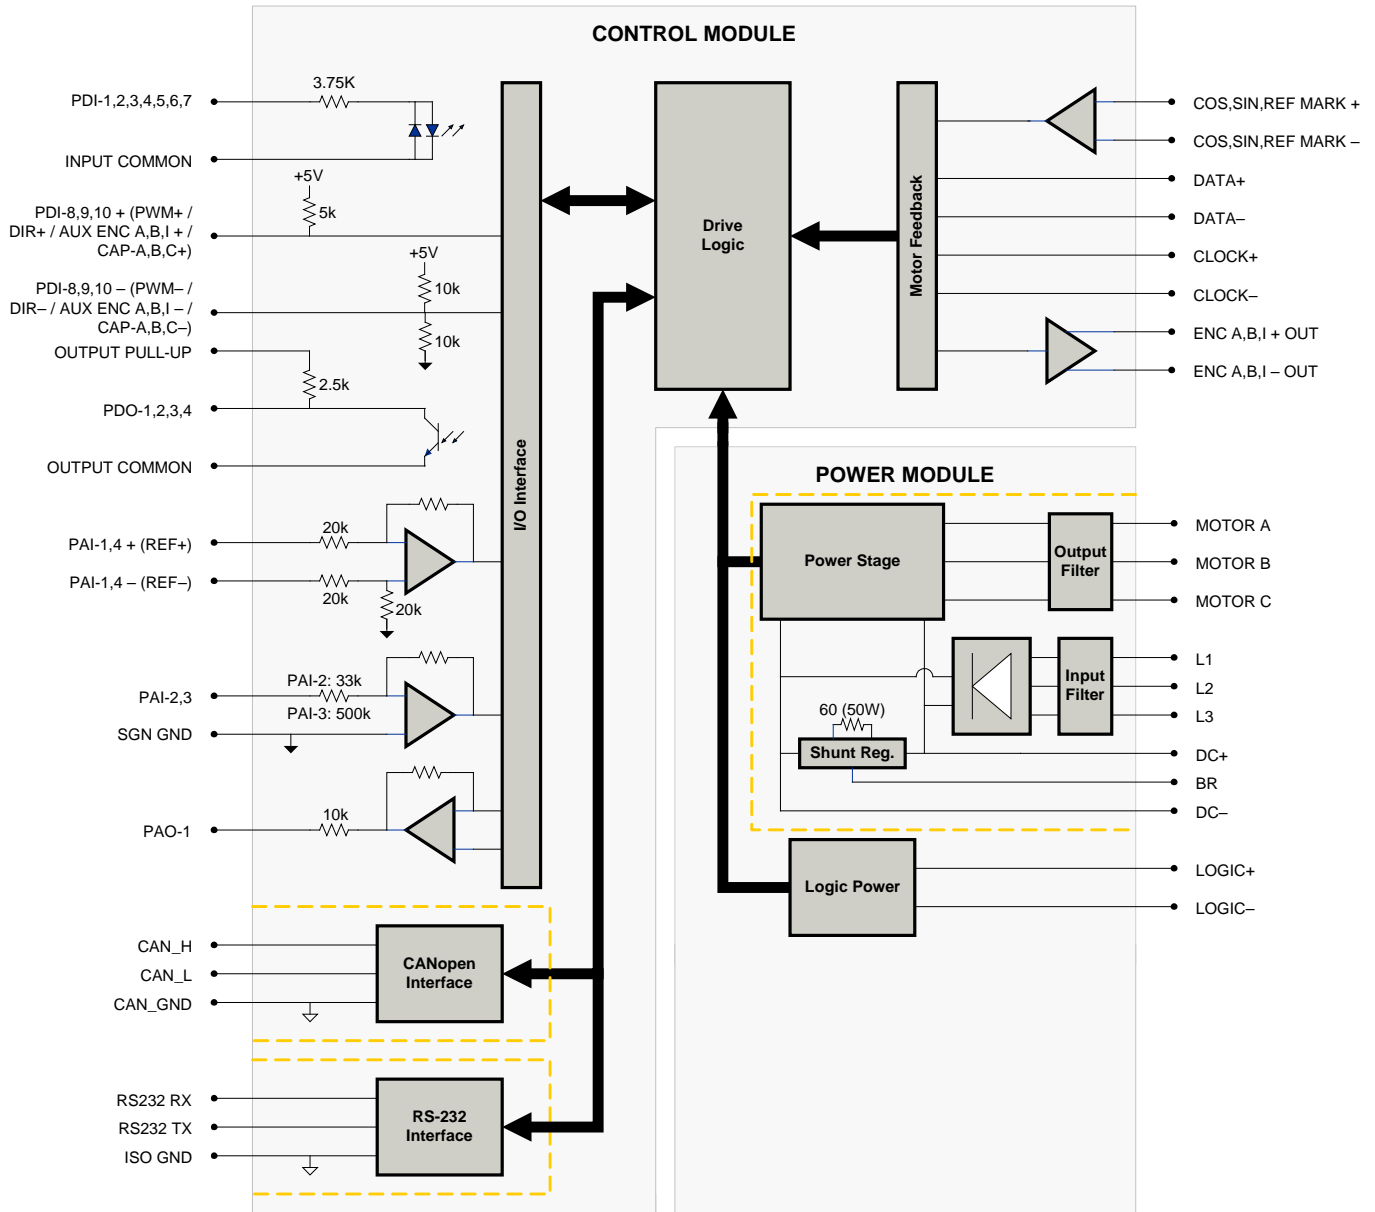 CONTROL MODULE
PDI-1,2,3,4,5,6,7
3.75K
INPUT COMMON
+5V
5k
PDI-8,9,10 + (PWM+ /
DIR+ / AUX ENC A,B,I + /
CAP-A,B,C+)
+5V
10k
PDI-8,9,10 – (PWM– /
DIR– / AUX ENC A,B,I – /
CAP-A,B,C–)
10k
OUTPUT PULL-UP
2.5k
PDO-1,2,3,4
OUTPUT COMMON
PAI-1,4 + (REF+)
20k
PAI-1,4 – (REF–)
20k
20k
PAI-2,3
PAI-2: 33k
PAI-3: 500k
SGN GND
PAO-1
10k
I/O Interface
CAN_H
CAN_L
CAN_GND
CANopen
Interface
RS232 RX
RS232 TX
ISO GND
RS-232
Interface
Drive
Logic
Motor Feedback
COS,SIN,REF MARK +
COS,SIN,REF MARK –
DATA+
DATA–
CLOCK+
CLOCK–
ENC A,B,I + OUT
ENC A,B,I – OUT
POWER MODULE
Power Stage
Output
Filter
MOTOR A
MOTOR B
MOTOR C
Input
Filter
L1
L2
L3
60 (50W)
Shunt Reg.
DC+
BR
DC–
Logic Power
LOGIC+
LOGIC–